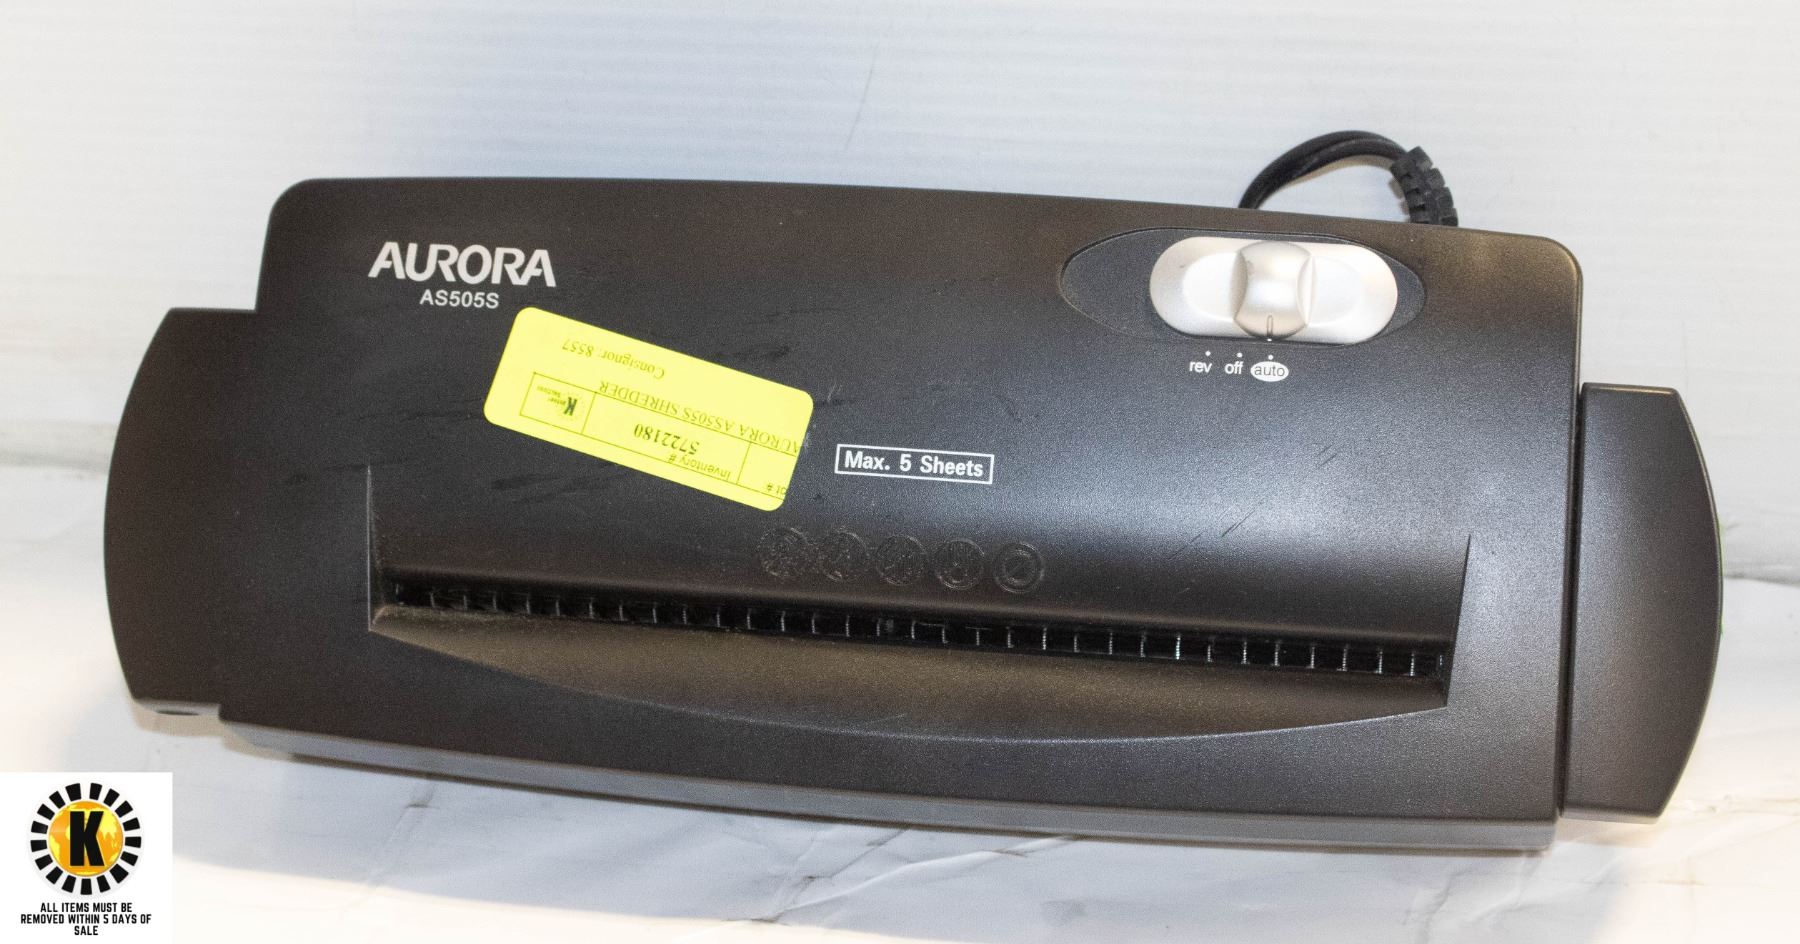 AURORA
AS505S
rev off auto
Max. 5 Sheets
Inventory #
5722180
AURORA AS505S SHREDDER
Consignor: 8557
K
K
ALL ITEMS MUST BE
REMOVED WITHIN 5 DAYS OF
SALE